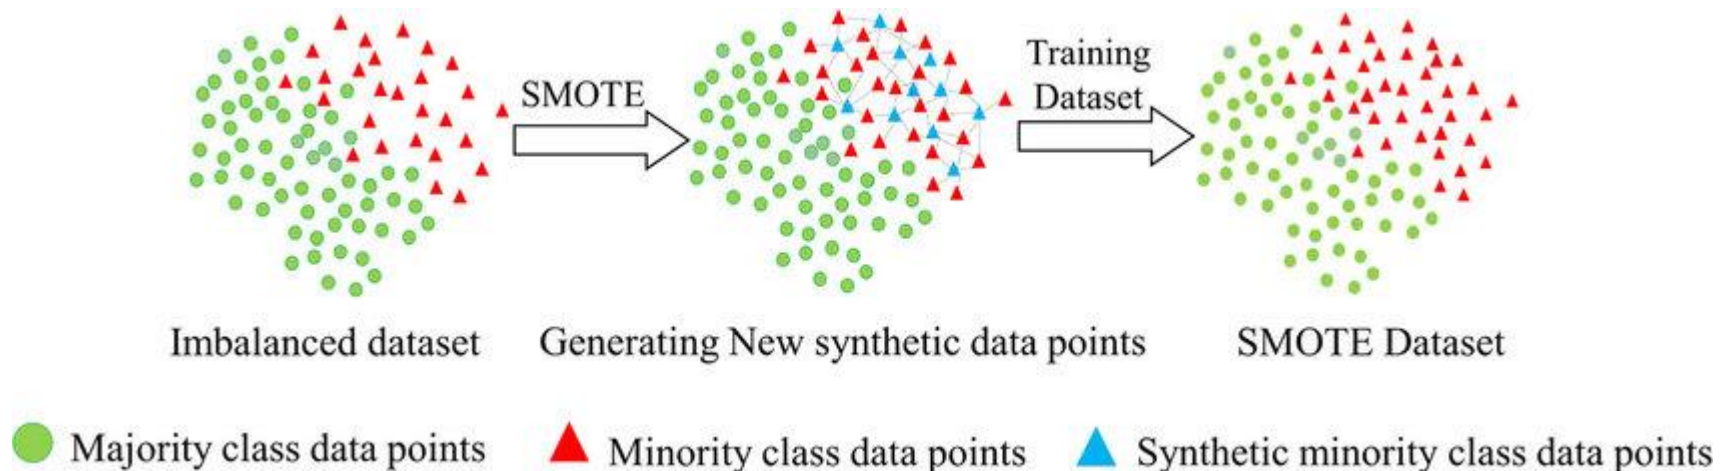 SMOTE
Training
Dataset
Imbalanced dataset
Generating New synthetic data points
SMOTE Dataset
Majority class data points
Minority class data points
Synthetic minority class data points